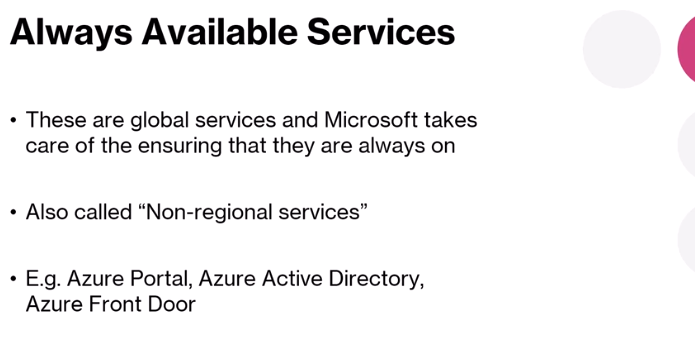 Always Available Services
• These are global services and Microsoft takes
care of the ensuring that they are always on
• Also called “Non-regional services”
• E.g. Azure Portal, Azure Active Directory,
Azure Front Door